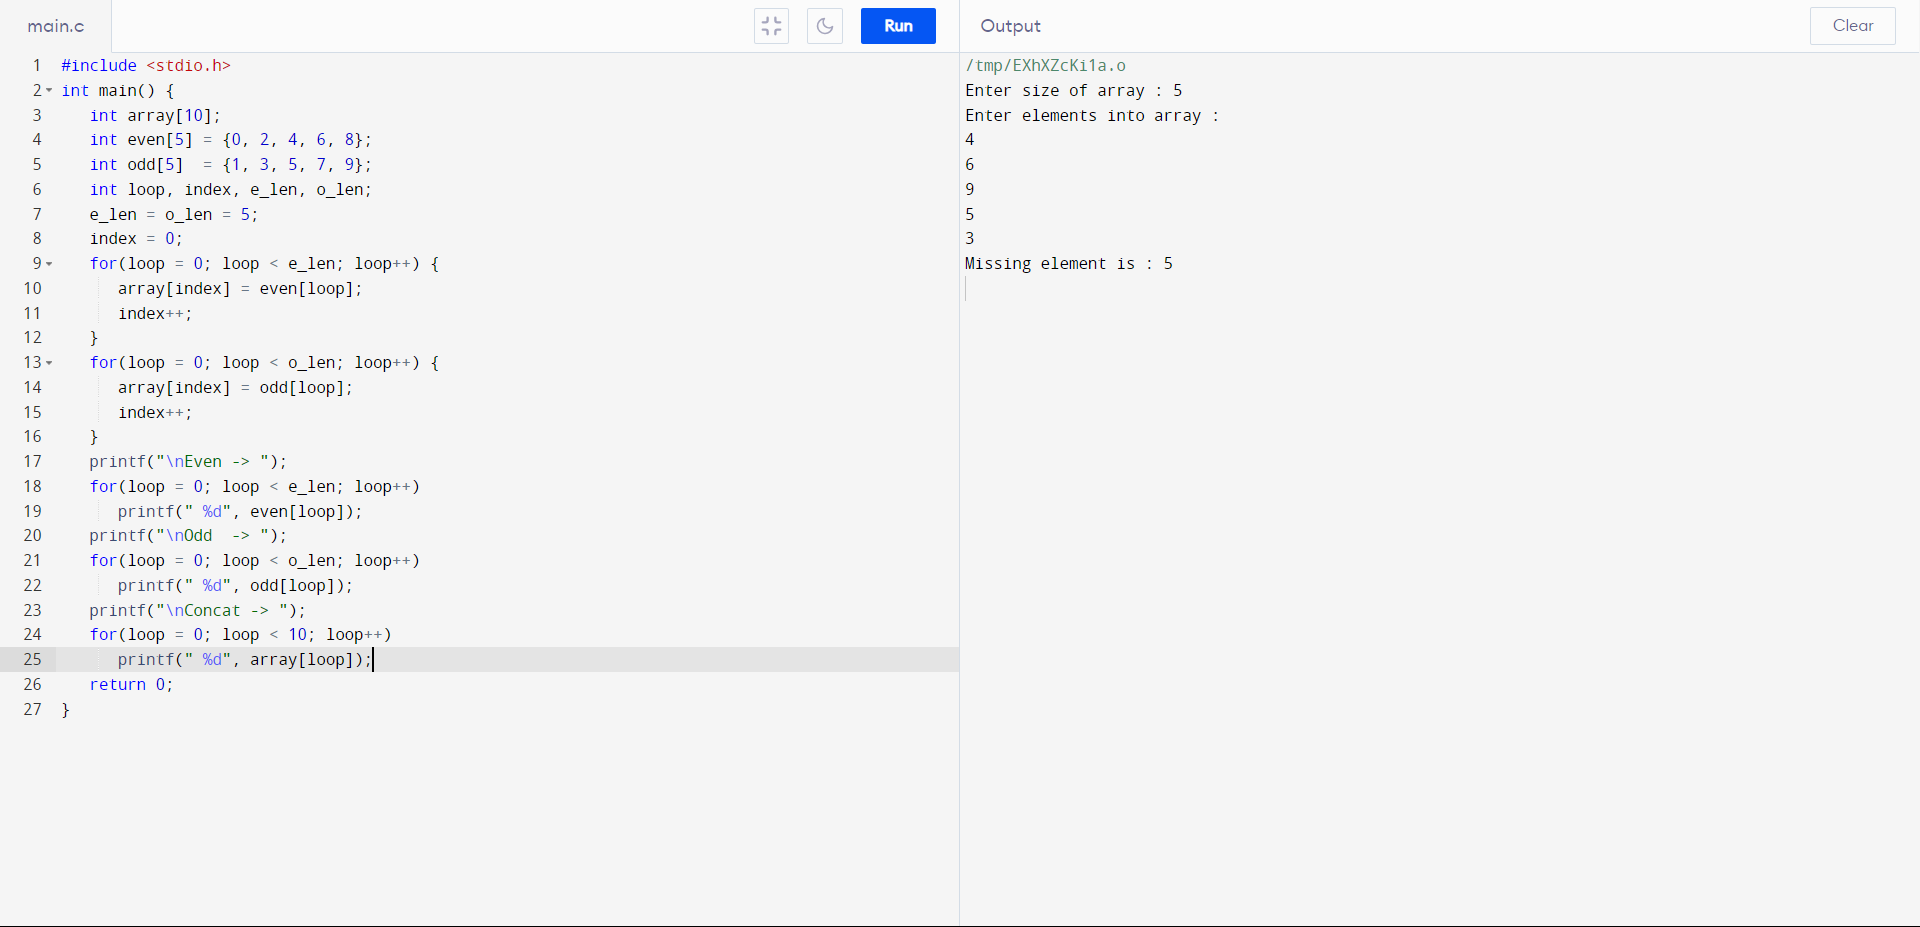 main.c
Run
Output
Clear
1 #include <stdio.h>
2 int main() {
3    int array[10];
4    int even[5] = {0, 2, 4, 6, 8};
5    int odd[5]  = {1, 3, 5, 7, 9};
6    int loop, index, e_len, o_len;
7    e_len = o_len = 5;
8    index = 0;
9    for(loop = 0; loop < e_len; loop++) {
10       array[index] = even[loop];
11       index++;
12    }
13    for(loop = 0; loop < o_len; loop++) {
14       array[index] = odd[loop];
15       index++;
16    }
17    printf("\nEven -> ");
18    for(loop = 0; loop < e_len; loop++)
19       printf(" %d", even[loop]);
20    printf("\nOdd  -> ");
21    for(loop = 0; loop < o_len; loop++)
22       printf(" %d", odd[loop]);
23    printf("\nConcat -> ");
24    for(loop = 0; loop < 10; loop++)
25       printf(" %d", array[loop]);
26    return 0;
27 }
/tmp/EXhXZcKi1a.o
Enter size of array : 5
Enter elements into array :
4
6
9
5
3
Missing element is : 5